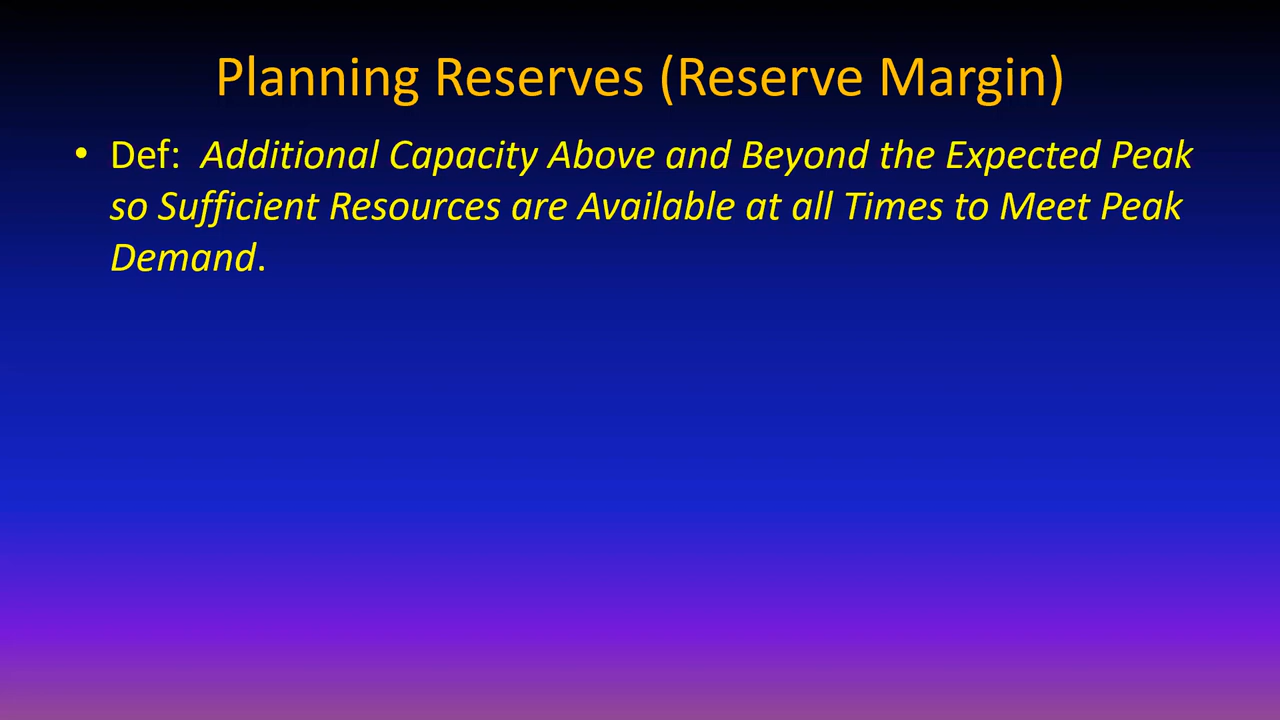 Planning Reserves (Reserve Margin)
• Def: Additional Capacity Above and Beyond the Expected Peak
so Sufficient Resources are Available at all Times to Meet Peak
Demand.